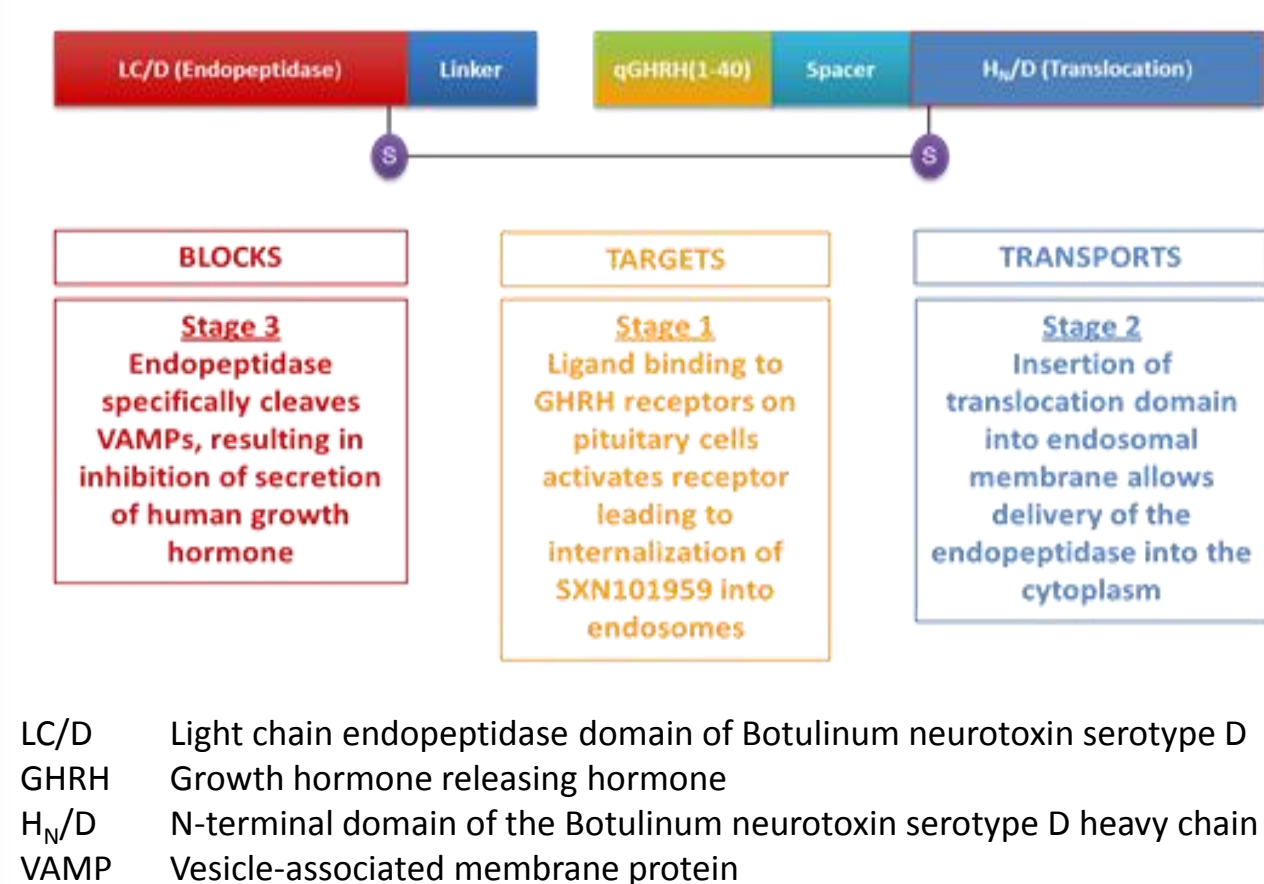 LC/D (Endopeptidase) Linker qGHRH(1-40) Spacer H_N/D (Translocation)
S S
BLOCKS
Stage 3
Endopeptidase
specifically cleaves
VAMPs, resulting in
inhibition of secretion
of human growth
hormone
TARGETS
Stage 1
Ligand binding to
GHRH receptors on
pituitary cells
activates receptor
leading to
internalization of
SXN101959 into
endosomes
TRANSPORTS
Stage 2
Insertion of
translocation domain
into endosomal
membrane allows
delivery of the
endopeptidase into the
cytoplasm
LC/D Light chain endopeptidase domain of Botulinum neurotoxin serotype D
GHRH Growth hormone releasing hormone
H_N/D N-terminal domain of the Botulinum neurotoxin serotype D heavy chain
VAMP Vesicle-associated membrane protein